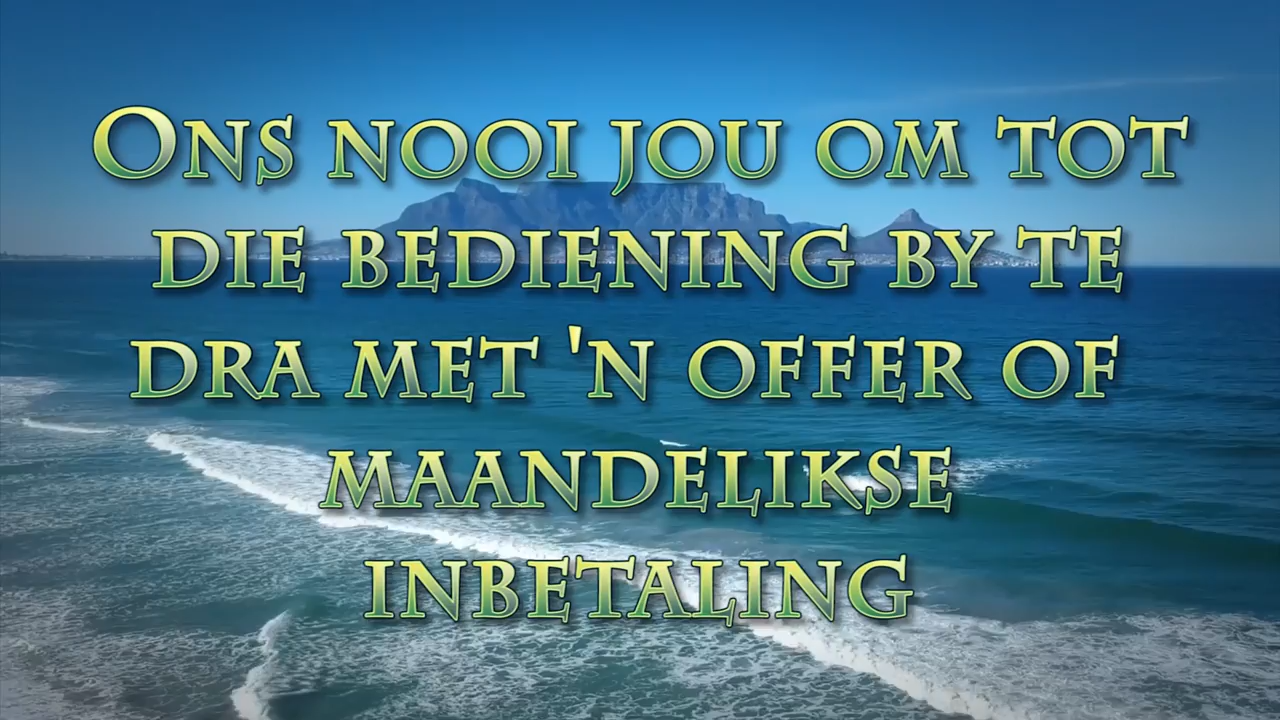 Ons nooi jou om tot
die bediening by te
dra met 'n offer of
maandelikse
inbetaling